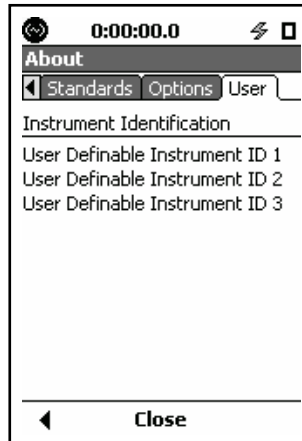 0:00:00.0
About
Standards Options User
Instrument Identification
User Definable Instrument ID 1
User Definable Instrument ID 2
User Definable Instrument ID 3
Close